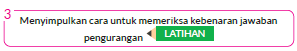 3
Menyimpulkan cara untuk memeriksa kebenaran jawaban
pengurangan LATIHAN